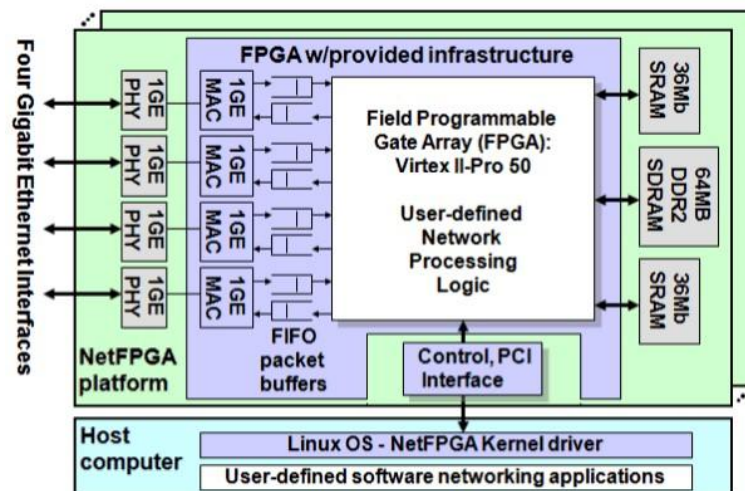 Four Gigabit Ethernet Interfaces
FPGA w/provided infrastructure
1GE
PHY
1GE
MAC
1GE
PHY
1GE
MAC
1GE
PHY
1GE
MAC
1GE
PHY
1GE
MAC
Field Programmable
Gate Array (FPGA):
Virtex II-Pro 50
User-defined
Network
Processing
Logic
36Mb
SRAM
64MB
DDR2
SDRAM
36Mb
SRAM
FIFO
packet
buffers
NetFPGA
platform
Control, PCI
Interface
Host
computer
Linux OS - NetFPGA Kernel driver
User-defined software networking applications